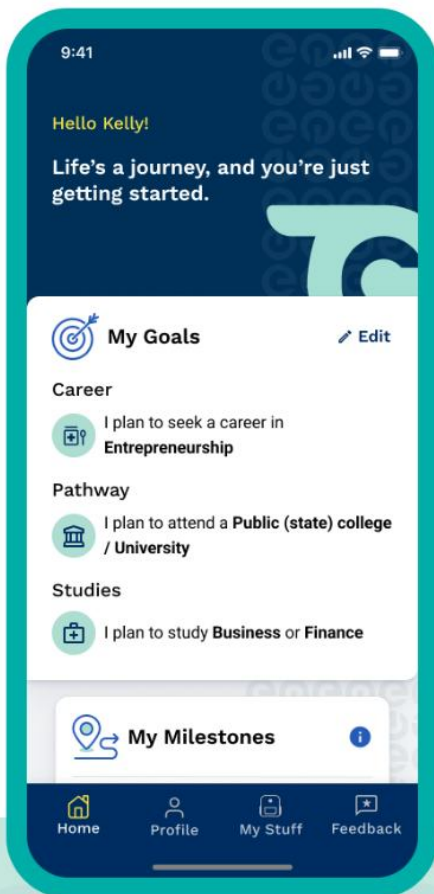 9:41
Hello Kelly!
Life's a journey, and you're just
getting started.
My Goals
Edit
Career
I plan to seek a career in
Entrepreneurship
Pathway
I plan to attend a Public (state) college
/ University
Studies
I plan to study Business or Finance
My Milestones
Home
Profile
My Stuff
Feedback